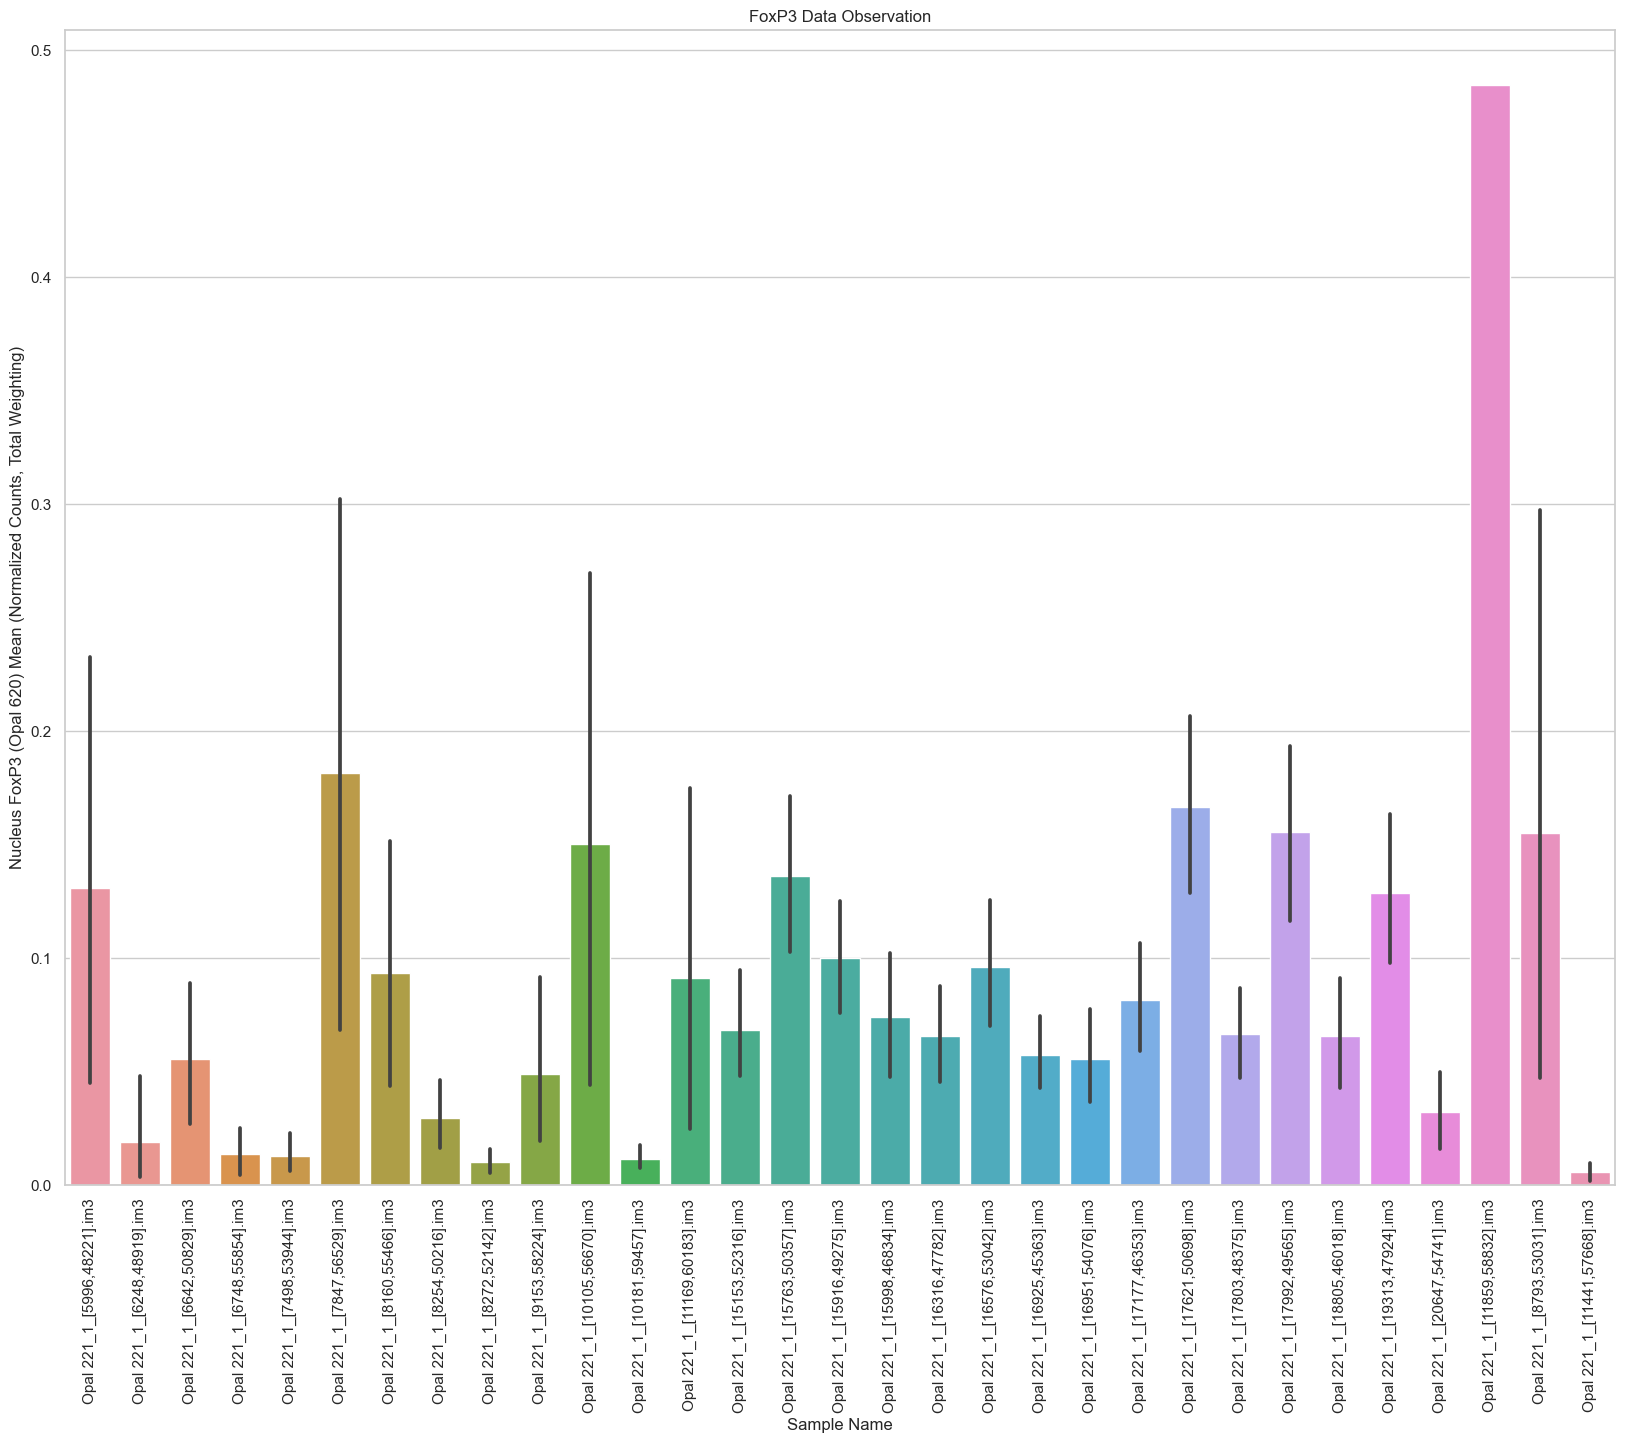 FoxP3 Data Observation
Nucleus FoxP3 (Opal 620) Mean (Normalized Counts, Total Weighting)
0.5
0.4
0.3
0.2
0.1
0.0
Opal 221_1_[5996,48221].im3
Opal 221_1_[6248,48919].im3
Opal 221_1_[6642,50829].im3
Opal 221_1_[6748,55854].im3
Opal 221_1_[7498,53944].im3
Opal 221_1_[7847,56529].im3
Opal 221_1_[8160,55466].im3
Opal 221_1_[8254,50216].im3
Opal 221_1_[8272,52142].im3
Opal 221_1_[9153,58224].im3
Opal 221_1_[10105,56670].im3
Opal 221_1_[10181,59457].im3
Opal 221_1_[11169,60183].im3
Opal 221_1_[15153,52316].im3
Opal 221_1_[15763,50357].im3
Opal 221_1_[15916,49275].im3
Opal 221_1_[15998,46834].im3
Opal 221_1_[16316,47782].im3
Opal 221_1_[16576,53042].im3
Opal 221_1_[16925,45363].im3
Opal 221_1_[16951,54076].im3
Opal 221_1_[17177,46353].im3
Opal 221_1_[17621,50698].im3
Opal 221_1_[17803,48375].im3
Opal 221_1_[17992,49565].im3
Opal 221_1_[18805,46018].im3
Opal 221_1_[19313,47924].im3
Opal 221_1_[20647,54741].im3
Opal 221_1_[11859,58832].im3
Opal 221_1_[8793,53031].im3
Opal 221_1_[11441,57668].im3
Sample Name